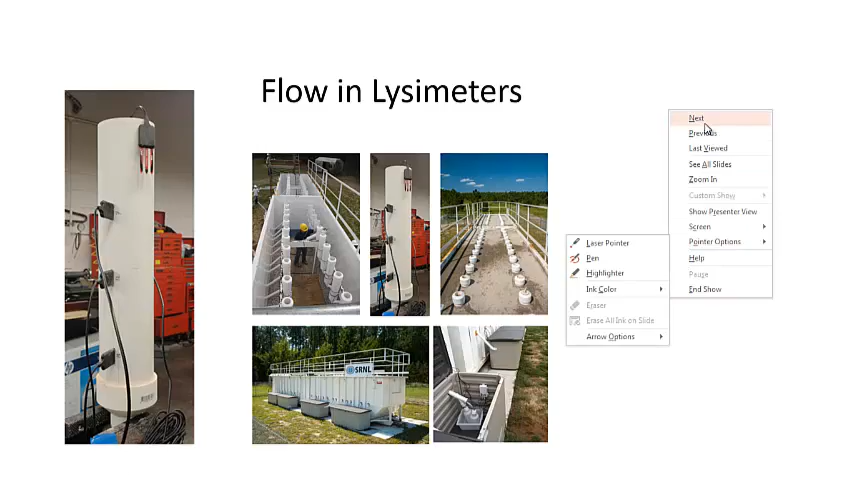 Flow in Lysimeters
SRNL
Next
Previous
Last Viewed
See All Slides
Zoom In
Custom Show
Show Presenter View
Screen
Pointer Options
Help
Pause
End Show
Laser Pointer
Pen
Highlighter
Ink Color
Eraser
Erase All Ink on Slide
Arrow Options